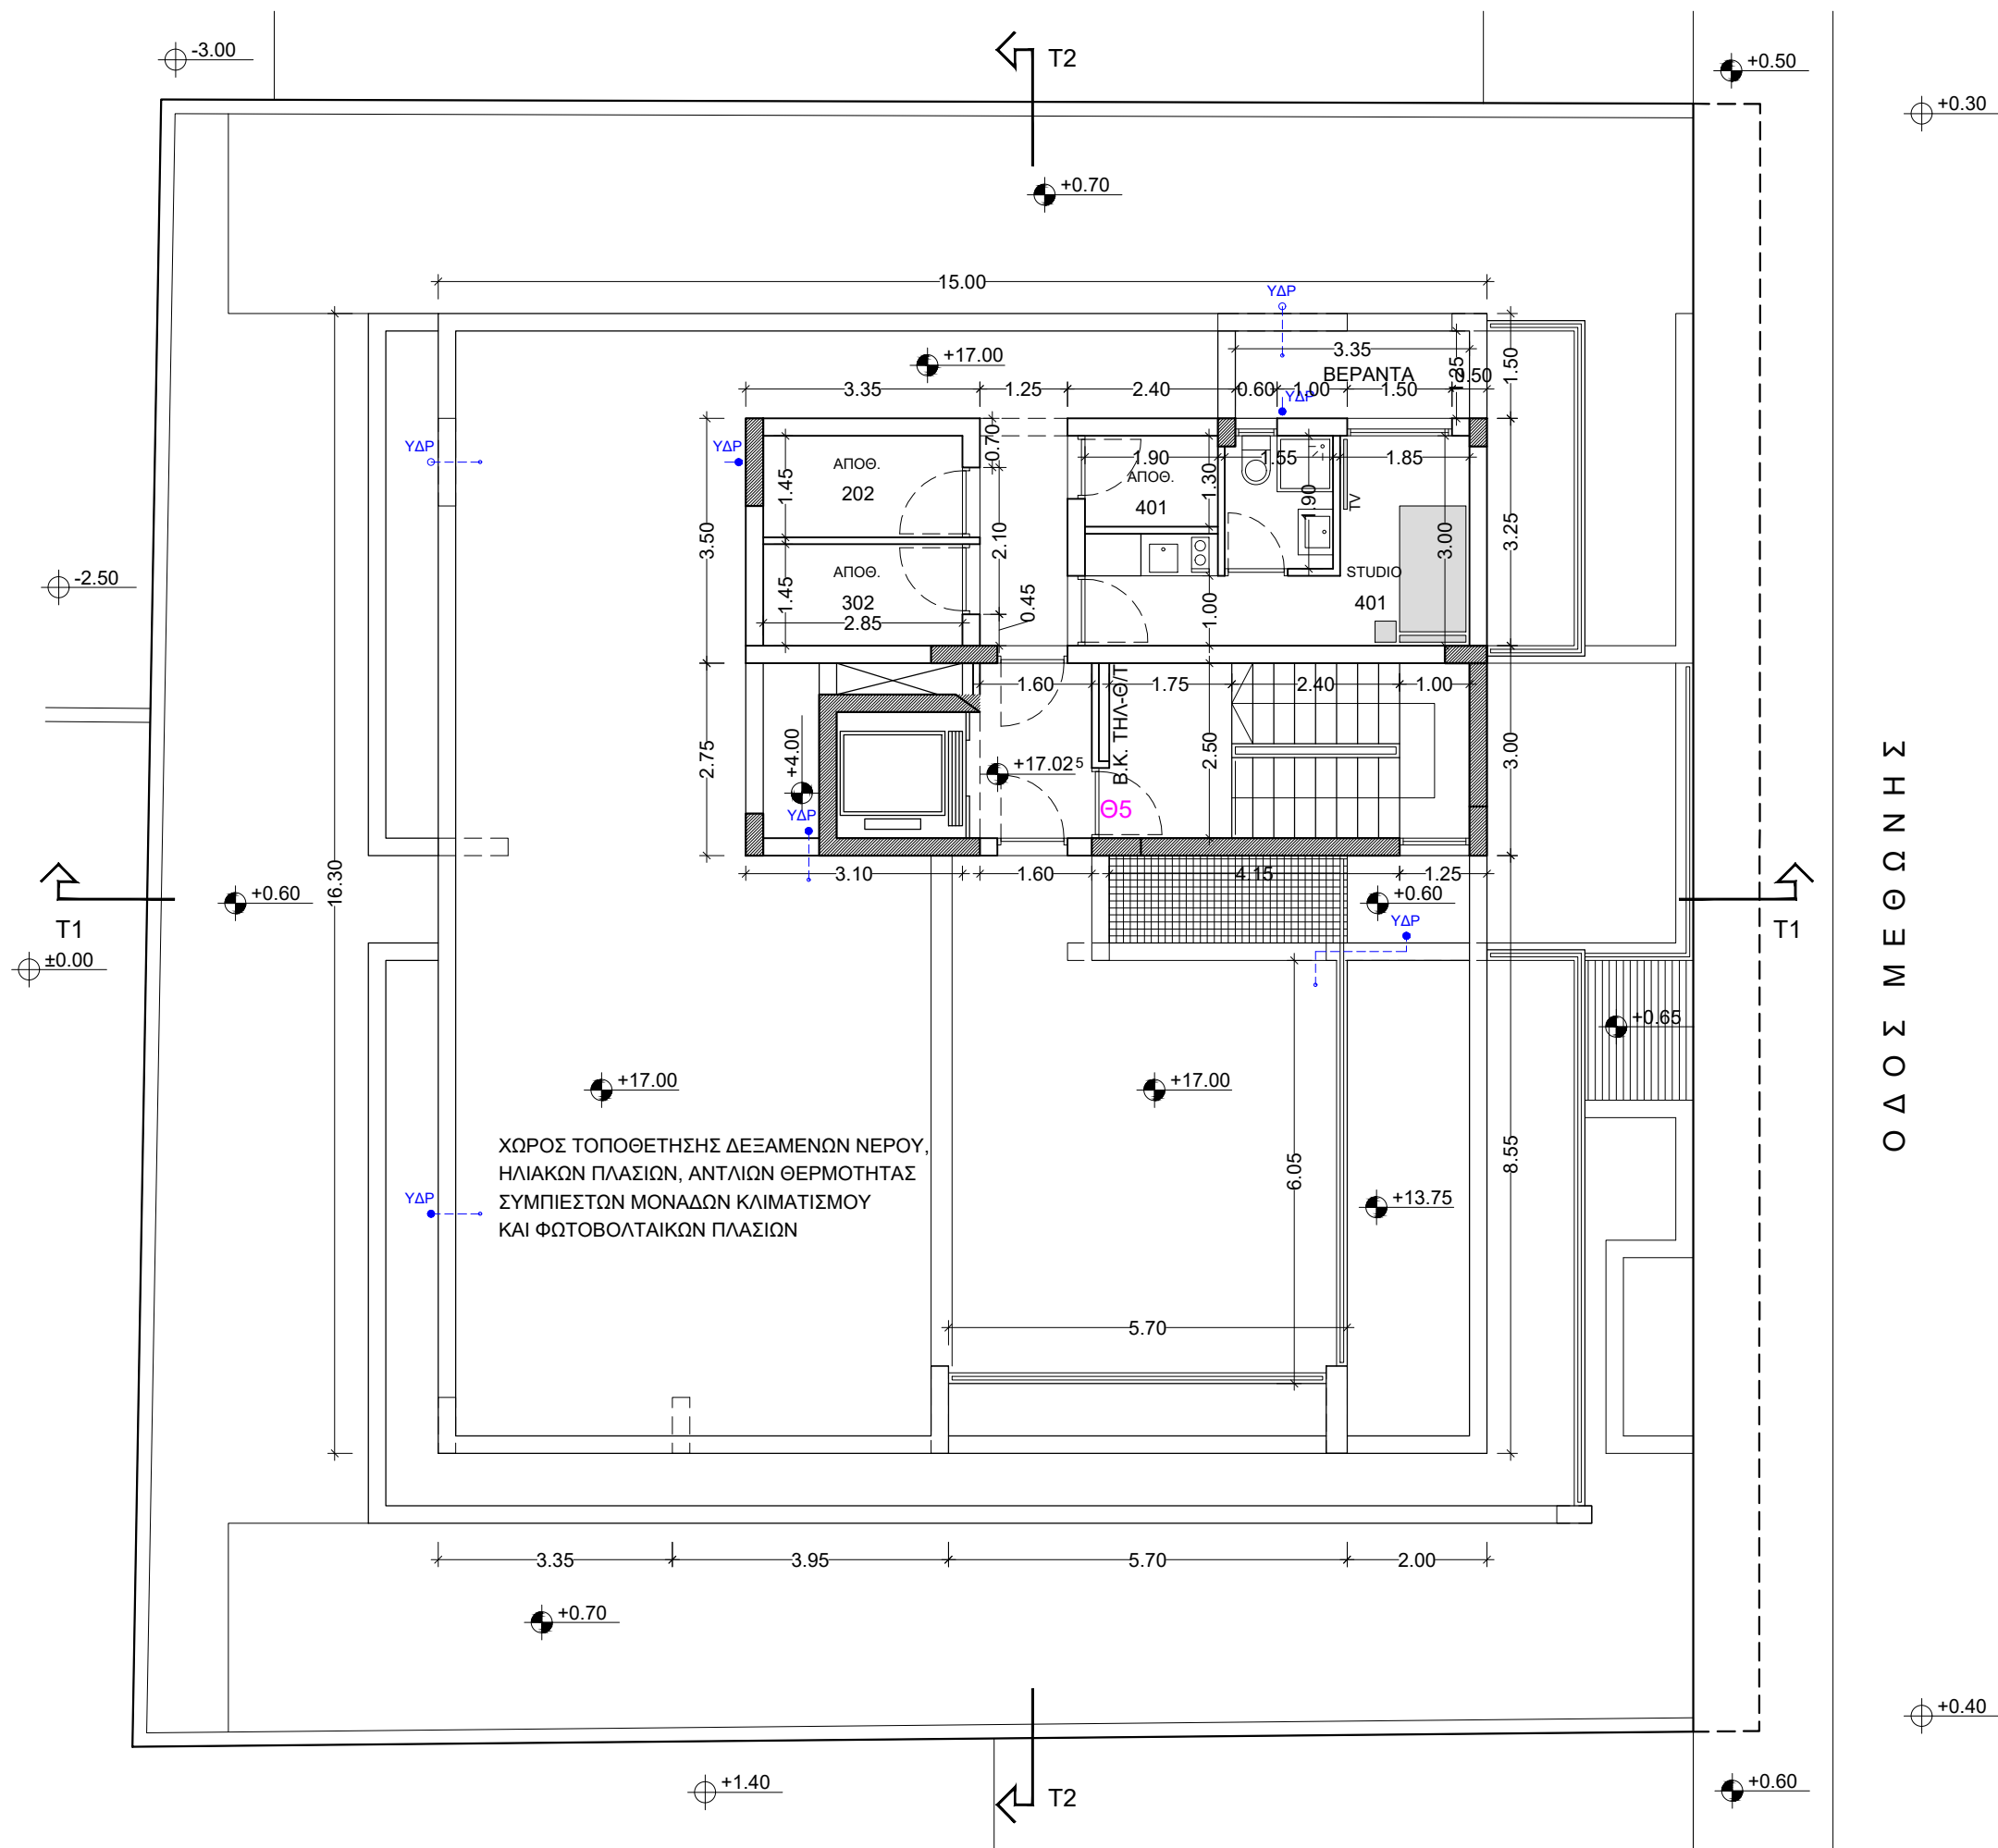 -3.00
T2
+0.50
+0.30
+0.70
15.00
ΥΔΡ
+17.00
3.35
1.25
1.50
ΒΕΡΑΝΤΑ
3.35
1.25
2.40
0.60
1.00
1.50
0.50
ΥΔΡ
ΥΔΡ
ΥΔΡ
0.70
1.45
ΑΠΟΘ.
202
1.90
ΑΠΟΘ.
401
1.30
1.55
1.85
1.90
TV
3.50
2.10
3.00
3.25
-2.50
1.45
ΑΠΟΘ.
302
2.85
0.45
1.00
STUDIO
401
1.60
1.75
2.40
1.00
Β.Κ. ΤΗΛ-Θ/Τ
2.75
+4.00
+17.02⁵
2.50
3.00
ΥΔΡ
Θ5
3.10
1.60
4.15
1.25
16.30
+0.60
+0.60
ΥΔΡ
T1
T1
±0.00
ΟΔΟΣ ΜΕΘΩΝΗΣ
+0.65
+17.00
+17.00
ΧΩΡΟΣ ΤΟΠΟΘΕΤΗΣΗΣ ΔΕΞΑΜΕΝΩΝ ΝΕΡΟΥ,
ΗΛΙΑΚΩΝ ΠΛΑΣΙΩΝ, ΑΝΤΛΙΩΝ ΘΕΡΜΟΤΗΤΑΣ
ΣΥΜΠΙΕΣΤΩΝ ΜΟΝΑΔΩΝ ΚΛΙΜΑΤΙΣΜΟΥ
ΚΑΙ ΦΩΤΟΒΟΛΤΑΙΚΩΝ ΠΛΑΣΙΩΝ
ΥΔΡ
6.05
+13.75
8.55
5.70
3.35
3.95
5.70
2.00
+0.70
+0.40
+1.40
T2
+0.60